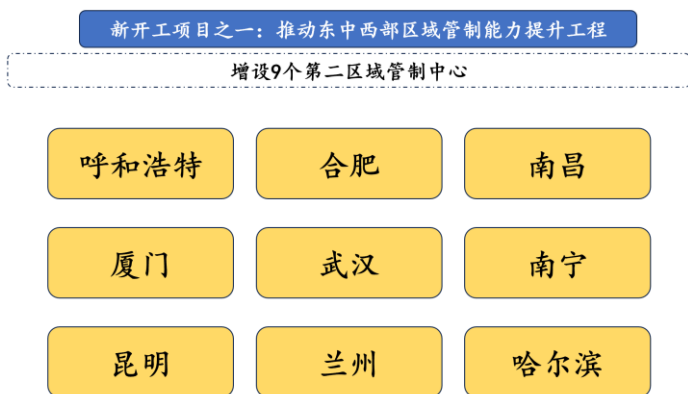 新开工项目之一：推动东中西部区域管制能力提升工程
增设9个第二区域管制中心
呼和浩特 合肥 南昌
厦门 武汉 南宁
昆明 兰州 哈尔滨